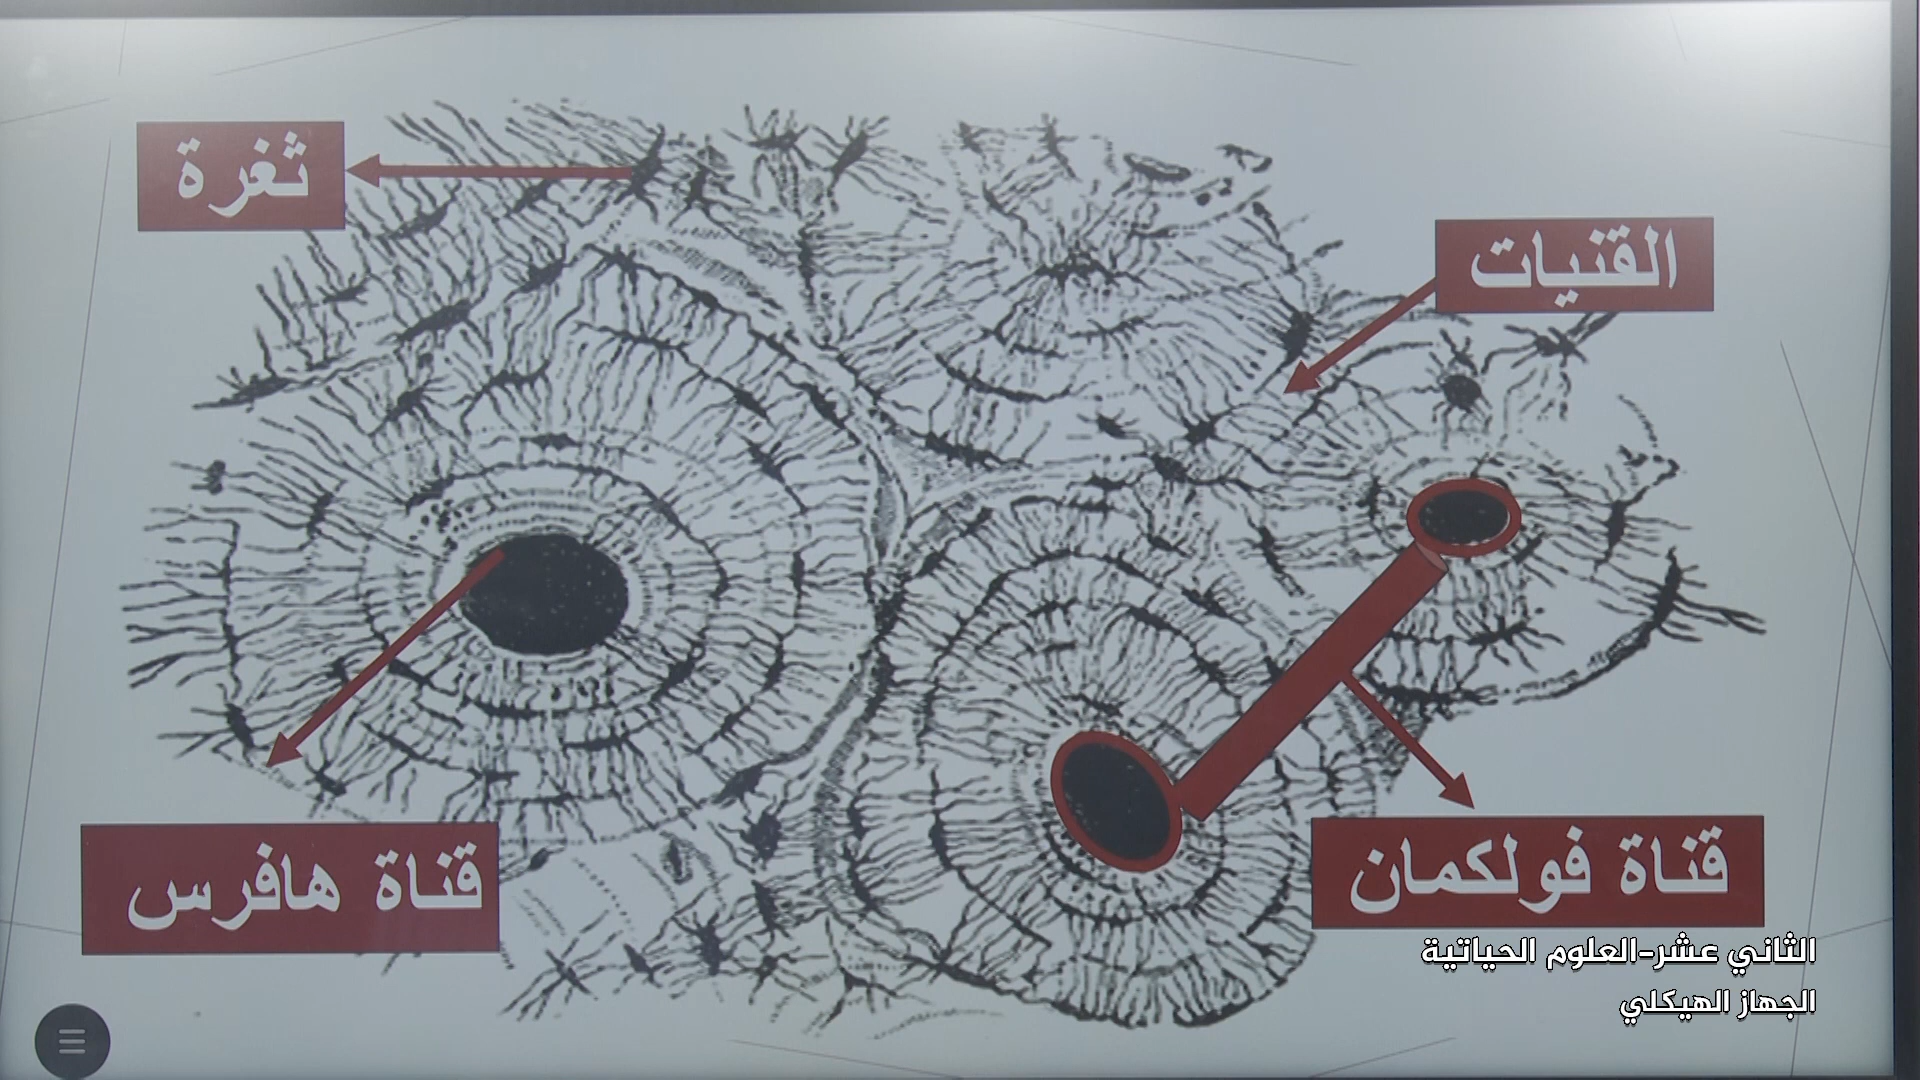 ثغرة
القنيات
قناة هافرس
قناة فولكمان
الثاني عشر-العلوم الحياتية
الجهاز الهيكلي